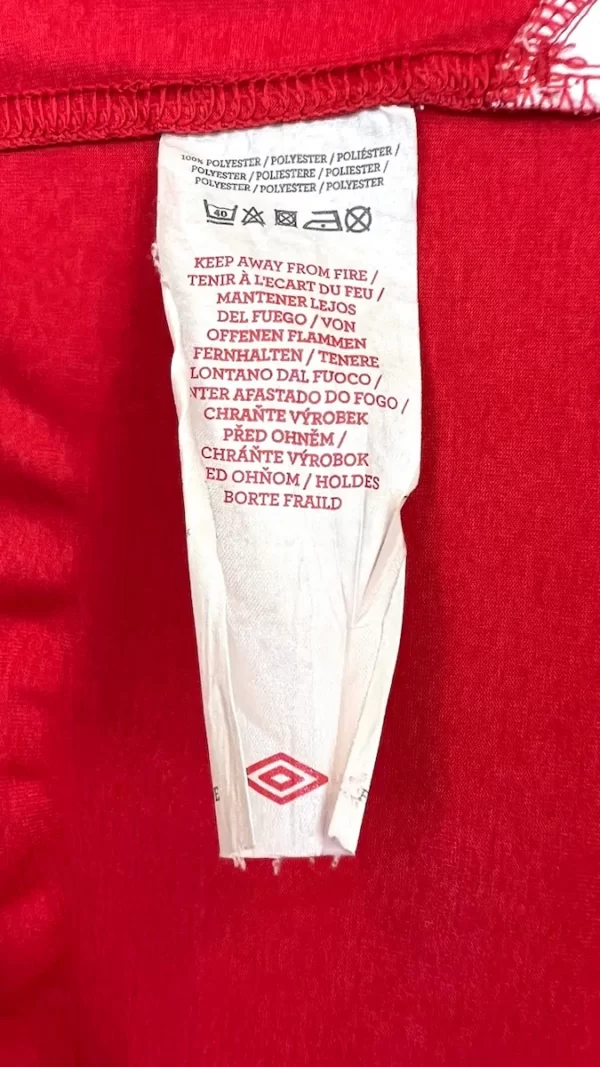 100% POLYESTER / POLYESTER / POLIÉSTER /
POLYESTER / POLIESTERE / POLIESTER /
POLYESTER / POLYESTER / POLYESTER
40
KEEP AWAY FROM FIRE /
TENIR À L'ECART DU FEU /
MANTENER LEJOS
DEL FUEGO / VON
OFFENEN FLAMMEN
FERNHALTEN / TENERE
LONTANO DAL FUOCO /
NTER AFASTADO DO FOGO /
CHRAŇTE VÝROBEK
PŘED OHNĚM /
CHRÁŇTE VÝROBOK
ED OHŇOM / HOLDES
BORTE FRAILD
E